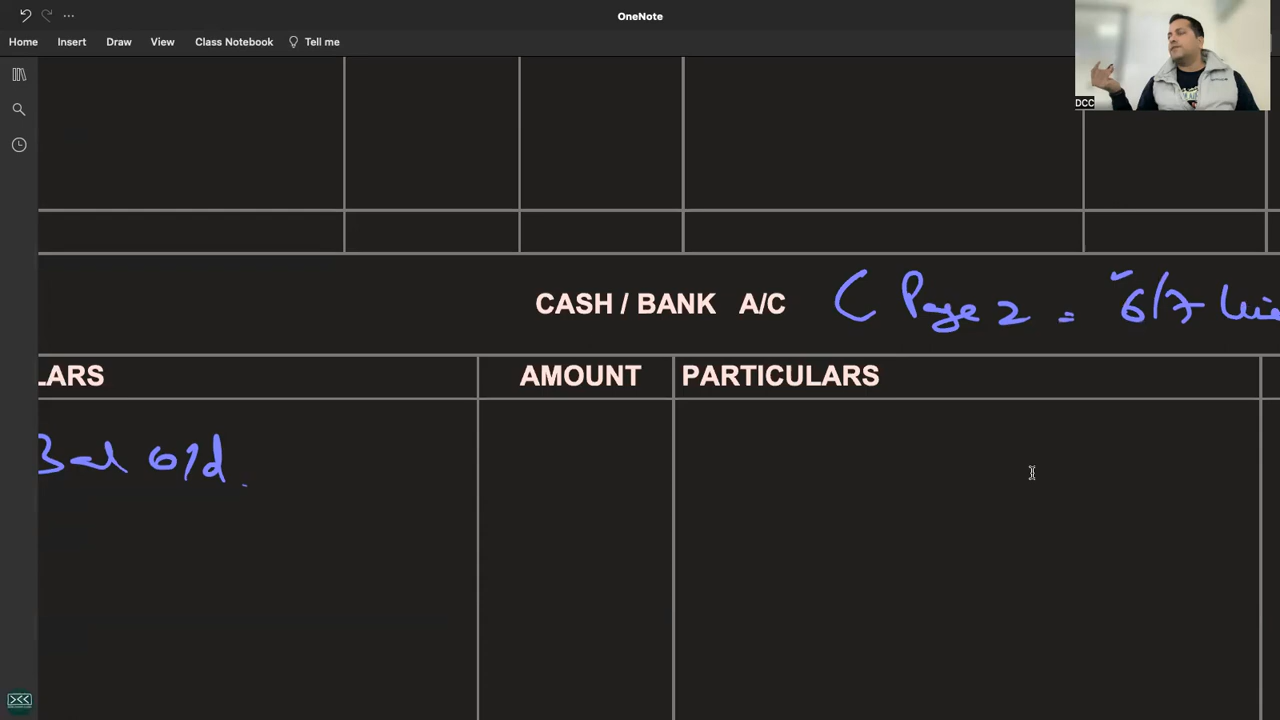 OneNote
Home Insert Draw View Class Notebook Tell me
DCC
CASH / BANK A/C ( Page 2 = 6/7
LARS AMOUNT PARTICULARS
Bal b/d.